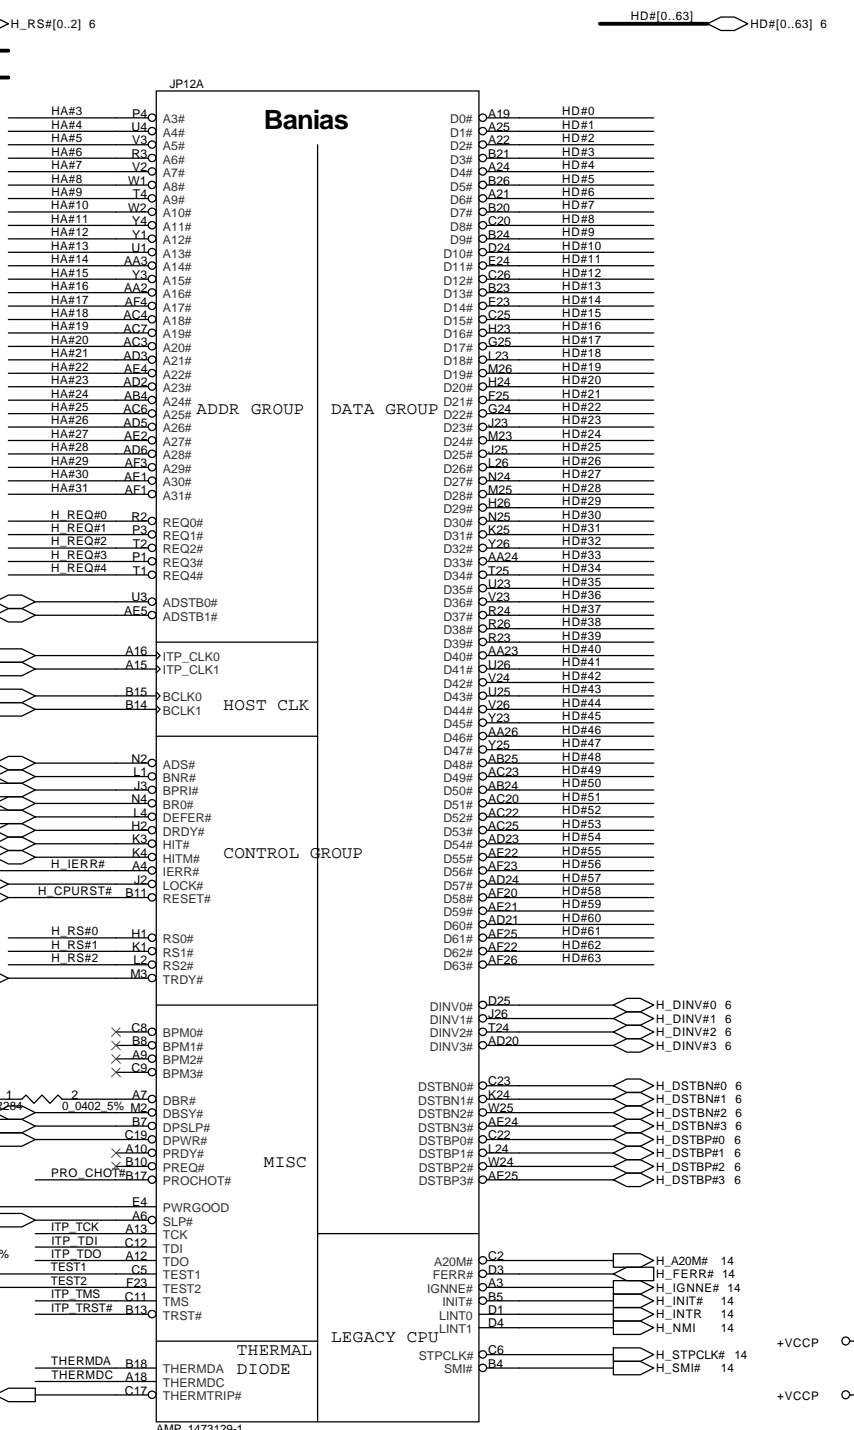 H_RS#[0..2] 6
HD#[0..63] HD#[0..63] 6
JP12A
Banias
HA#3 P4 A3#
HA#4 U4 A4#
HA#5 V3 A5#
HA#6 R3 A6#
HA#7 V2 A7#
HA#8 W1 A8#
HA#9 T4 A9#
HA#10 W2 A10#
HA#11 Y4 A11#
HA#12 Y1 A12#
HA#13 U1 A13#
HA#14 AA3 A14#
HA#15 Y3 A15#
HA#16 AA2 A16#
HA#17 AF4 A17#
HA#18 AC4 A18#
HA#19 AC7 A19#
HA#20 AC3 A20#
HA#21 AD3 A21#
HA#22 AE4 A22#
HA#23 AD2 A23#
HA#24 AB4 A24#
HA#25 AC6 A25#
HA#26 AD5 A26#
HA#27 AE2 A27#
HA#28 AD6 A28#
HA#29 AF3 A29#
HA#30 AE1 A30#
HA#31 AF1 A31#
ADDR GROUP
H_REQ#0 R2 REQ0#
H_REQ#1 P3 REQ1#
H_REQ#2 T2 REQ2#
H_REQ#3 P1 REQ3#
H_REQ#4 T1 REQ4#
U3 ADSTB0#
AE5 ADSTB1#
A16 ITP_CLK0
A15 ITP_CLK1
B15 BCLK0
B14 BCLK1
HOST CLK
N2 ADS#
L1 BNR#
J3 BPRI#
N4 BR0#
L4 DEFER#
H2 DRDY#
K3 HIT#
K4 HITM#
H_IERR# A4 IERR#
J2 LOCK#
H_CPURST# B11 RESET#
CONTROL GROUP
H_RS#0 H1 RS0#
H_RS#1 K1 RS1#
H_RS#2 L2 RS2#
M3 TRDY#
C8 BPM0#
B8 BPM1#
A9 BPM2#
C9 BPM3#
1 2 A7 DBR#
R284 0_0402_5% M2 DBSY#
B7 DPSLP#
C19 DPWR#
A10 PRDY#
B10 PREQ#
PRO_CHOT# B17 PROCHOT#
MISC
E4 PWRGOOD
A6 SLP#
ITP_TCK A13 TCK
ITP_TDI C12 TDI
% ITP_TDO A12 TDO
TEST1 C5 TEST1
TEST2 F23 TEST2
ITP_TMS C11 TMS
ITP_TRST# B13 TRST#
THERMAL
DIODE
THERMDA B18 THERMDA
THERMDC A18 THERMDC
C17 THERMTRIP#
AMP_1473129-1
DATA GROUP
D0# A19 HD#0
D1# A25 HD#1
D2# A22 HD#2
D3# B21 HD#3
D4# A24 HD#4
D5# B26 HD#5
D6# A21 HD#6
D7# B20 HD#7
D8# C20 HD#8
D9# B24 HD#9
D10# D24 HD#10
D11# E24 HD#11
D12# C26 HD#12
D13# B23 HD#13
D14# E23 HD#14
D15# C25 HD#15
D16# H23 HD#16
D17# G25 HD#17
D18# L23 HD#18
D19# M26 HD#19
D20# H24 HD#20
D21# F25 HD#21
D22# G24 HD#22
D23# J23 HD#23
D24# M23 HD#24
D25# J25 HD#25
D26# L26 HD#26
D27# N24 HD#27
D28# M25 HD#28
D29# H26 HD#29
D30# N25 HD#30
D31# K25 HD#31
D32# Y26 HD#32
D33# AA24 HD#33
D34# T25 HD#34
D35# U23 HD#35
D36# V23 HD#36
D37# R24 HD#37
D38# R26 HD#38
D39# R23 HD#39
D40# AA23 HD#40
D41# U26 HD#41
D42# V24 HD#42
D43# U25 HD#43
D44# V26 HD#44
D45# Y23 HD#45
D46# AA26 HD#46
D47# Y25 HD#47
D48# AB25 HD#48
D49# AC23 HD#49
D50# AB24 HD#50
D51# AC20 HD#51
D52# AC22 HD#52
D53# AC25 HD#53
D54# AD23 HD#54
D55# AE22 HD#55
D56# AF23 HD#56
D57# AD24 HD#57
D58# AF20 HD#58
D59# AE21 HD#59
D60# AD21 HD#60
D61# AF25 HD#61
D62# AF22 HD#62
D63# AF26 HD#63
DINV0# D25 H_DINV#0 6
DINV1# J26 H_DINV#1 6
DINV2# T24 H_DINV#2 6
DINV3# AD20 H_DINV#3 6
DSTBN0# C23 H_DSTBN#0 6
DSTBN1# K24 H_DSTBN#1 6
DSTBN2# W25 H_DSTBN#2 6
DSTBN3# AE24 H_DSTBN#3 6
DSTBP0# C22 H_DSTBP#0 6
DSTBP1# L24 H_DSTBP#1 6
DSTBP2# W24 H_DSTBP#2 6
DSTBP3# AE25 H_DSTBP#3 6
LEGACY CPU
A20M# C2 H_A20M# 14
FERR# D3 H_FERR# 14
IGNNE# A3 H_IGNNE# 14
INIT# B5 H_INIT# 14
LINT0 D1 H_INTR 14
LINT1 D4 H_NMI 14
STPCLK# C6 H_STPCLK# 14
SMI# B4 H_SMI# 14
+VCCP
+VCCP